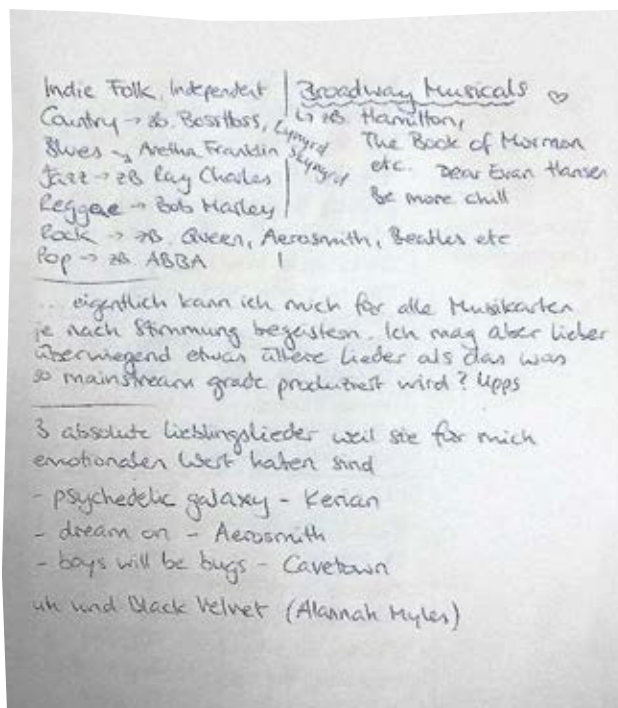 Indie Folk, Independent
Country → zB. BossHoss, Lynyrd Skynyrd
Blues → Aretha Franklin
Jazz → zB Ray Charles
Reggae → Bob Marley
Rock → zB. Queen, Aerosmith, Beatles etc
Pop → zB. ABBA
Broadway Musicals ♡
↳ zB. Hamilton,
The Book of Mormon
etc. Dear Evan Hansen
Be more chill
... eigentlich kann ich mich für alle Musikarten
je nach Stimmung begeistern. Ich mag aber lieber
überwiegend etwas ältere Lieder als das was
so mainstream grade produziert wird? Upps
3 absolute Lieblingslieder weil sie für mich
emotionalen Wert haben sind
- psychedelic galaxy - Kerian
- dream on - Aerosmith
- boys will be bugs - Cavetown
uh und Black Velvet (Alannah Myles)